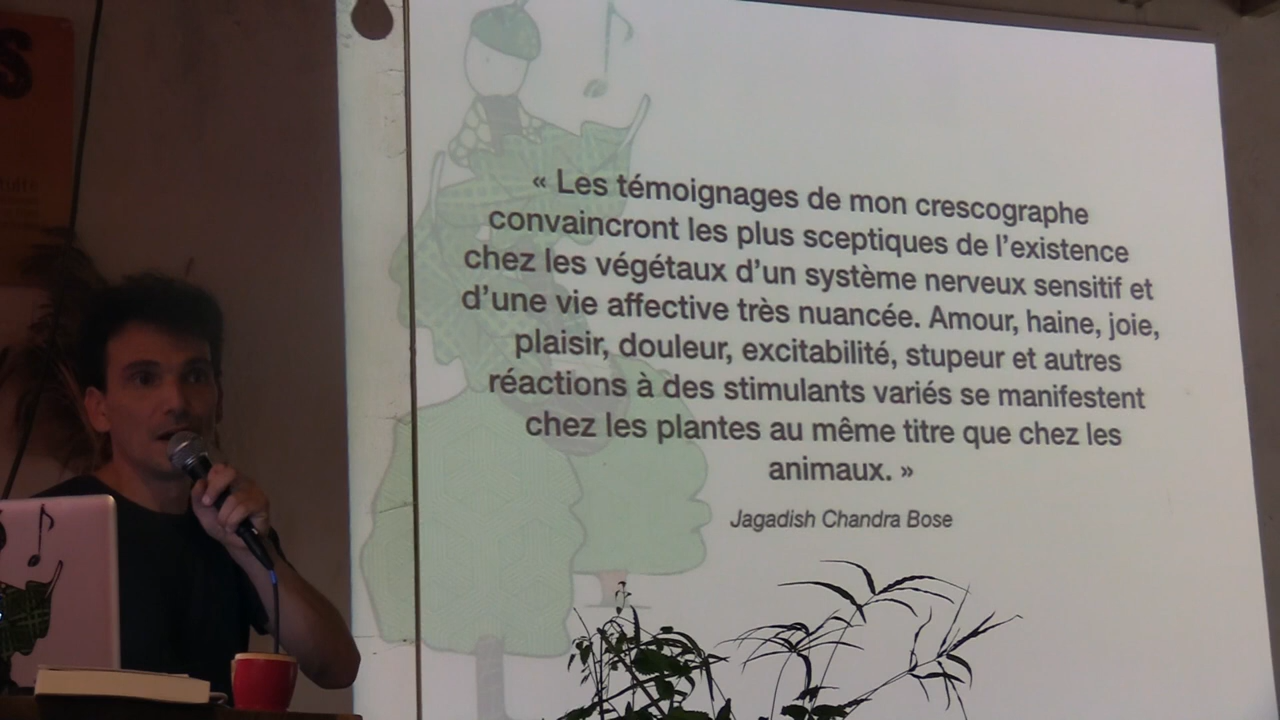 « Les témoignages de mon crescographe
convaincront les plus sceptiques de l’existence
chez les végétaux d’un système nerveux sensitif et
d’une vie affective très nuancée. Amour, haine, joie,
plaisir, douleur, excitabilité, stupeur et autres
réactions à des stimulants variés se manifestent
chez les plantes au même titre que chez les
animaux. »
Jagadish Chandra Bose